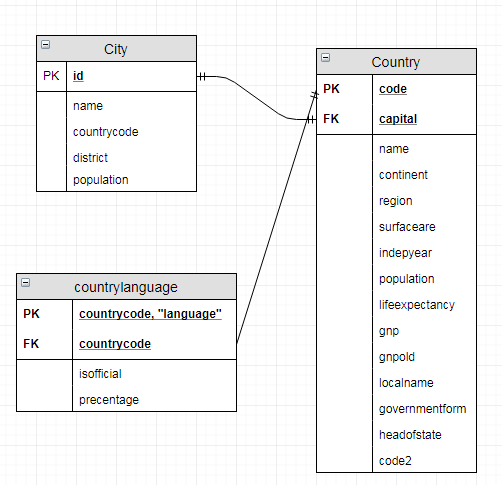 City
PK id
name
countrycode
district
population
Country
PK code
FK capital
name
continent
region
surfaceare
indepyear
population
lifeexpectancy
gnp
gnpold
localname
governmentform
headofstate
code2
countrylanguage
PK countrycode, "language"
FK countrycode
isofficial
precentage